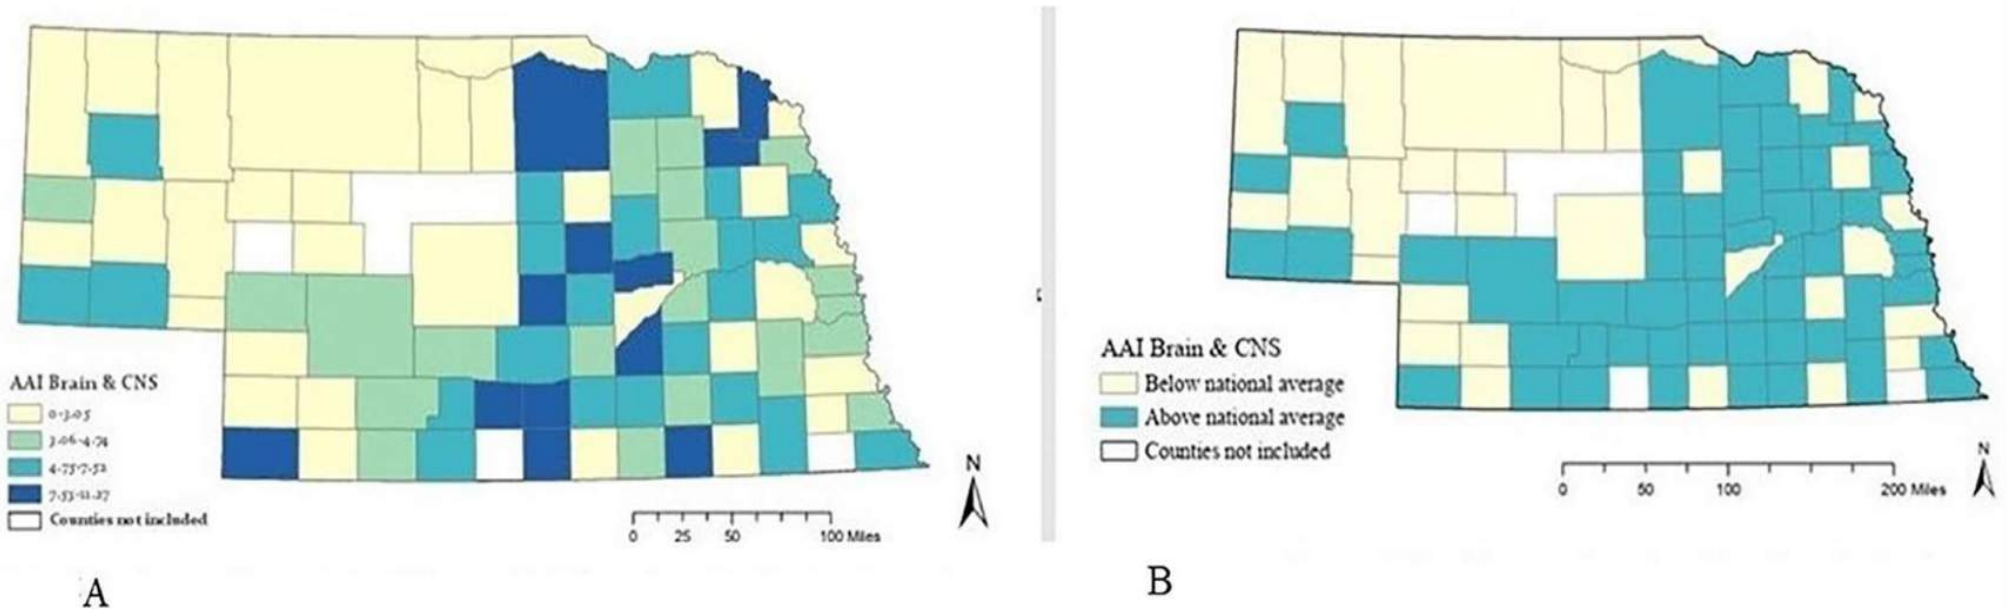 AAI Brain & CNS
0-3.05
3.06-4.74
4-75-7-52
7-53-11.27
Counties not included
N
0 25 50 100 Miles
A
AAI Brain & CNS
Below national average
Above national average
Counties not included
N
0 50 100 200 Miles
B